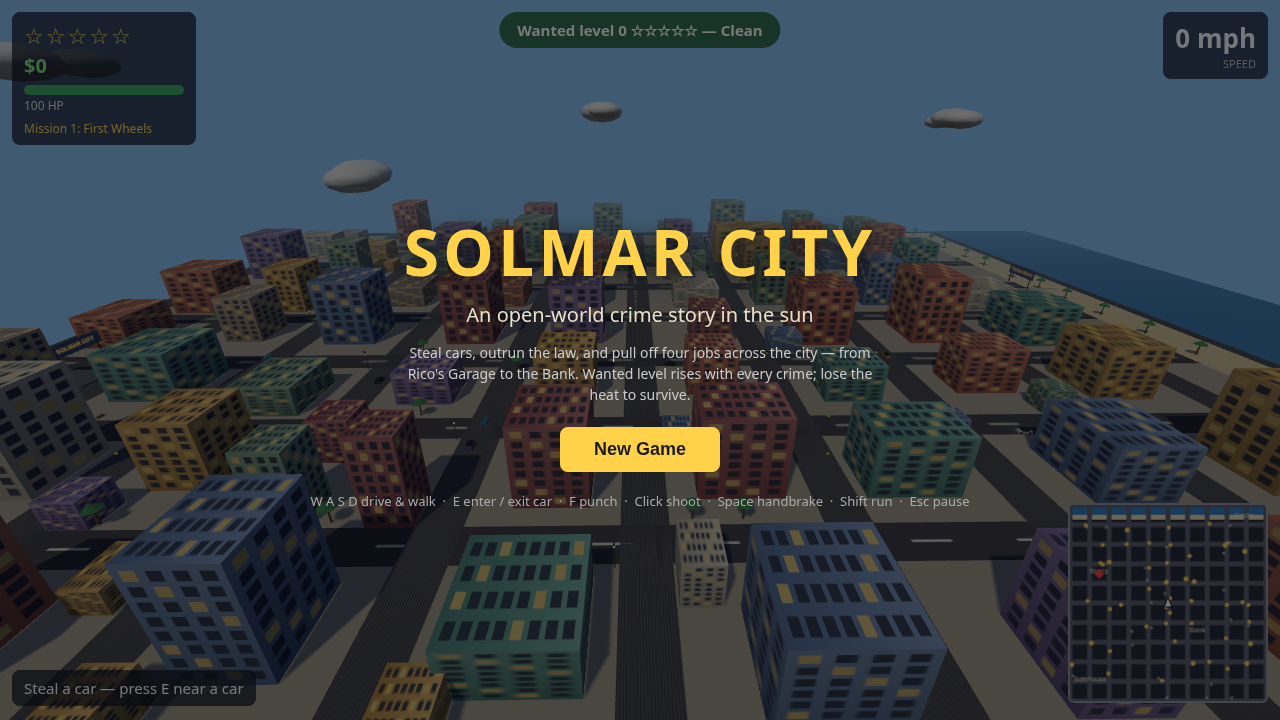 ☆☆☆☆☆
$0
100 HP
Mission 1: First Wheels
Wanted level 0 ☆☆☆☆☆ — Clean
0 mph
SPEED
SOLMAR CITY
SOLMAR CITY
An open-world crime story in the sun
Steal cars, outrun the law, and pull off four jobs across the city — from
Rico's Garage to the Bank. Wanted level rises with every crime; lose the
heat to survive.
New Game
W A S D drive & walk · E enter / exit car · F punch · Click shoot · Space handbrake · Shift run · Esc pause
Bank
Safehouse
Steal a car — press E near a car